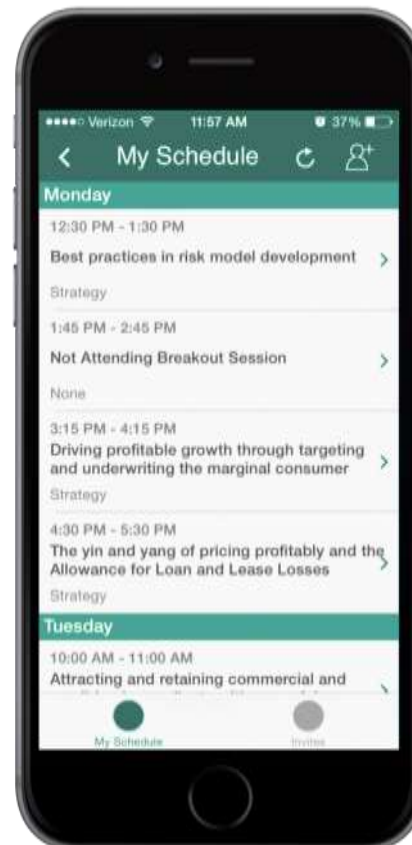 Verizon 11:57 AM 37%
My Schedule
Monday
12:30 PM - 1:30 PM
Best practices in risk model development
Strategy
1:45 PM - 2:45 PM
Not Attending Breakout Session
None
3:15 PM - 4:15 PM
Driving profitable growth through targeting
and underwriting the marginal consumer
Strategy
4:30 PM - 5:30 PM
The yin and yang of pricing profitably and the
Allowance for Loan and Lease Losses
Strategy
Tuesday
10:00 AM - 11:00 AM
Attracting and retaining commercial and
My Schedule Invites